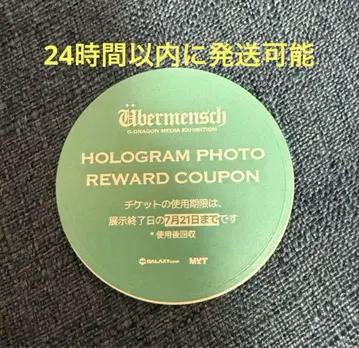 24時間以内に発送可能
Übermensch
G-DRAGON MEDIA EXHIBITION
HOLOGRAM PHOTO
REWARD COUPON
チケットの使用期限は、
展示終了日の7月21日までです
*使用後回収
GALAXY.com MYT